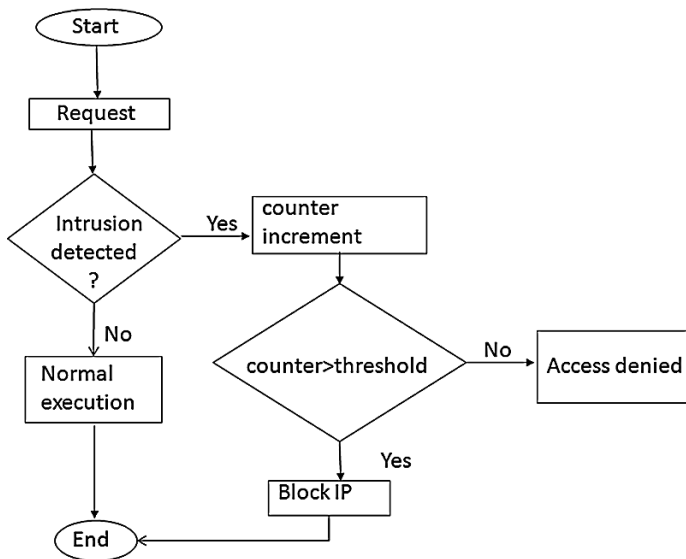 Start
Request
Intrusion
detected
?
Yes
counter
increment
No
Normal
execution
counter>threshold
No
Access denied
Yes
Block IP
End